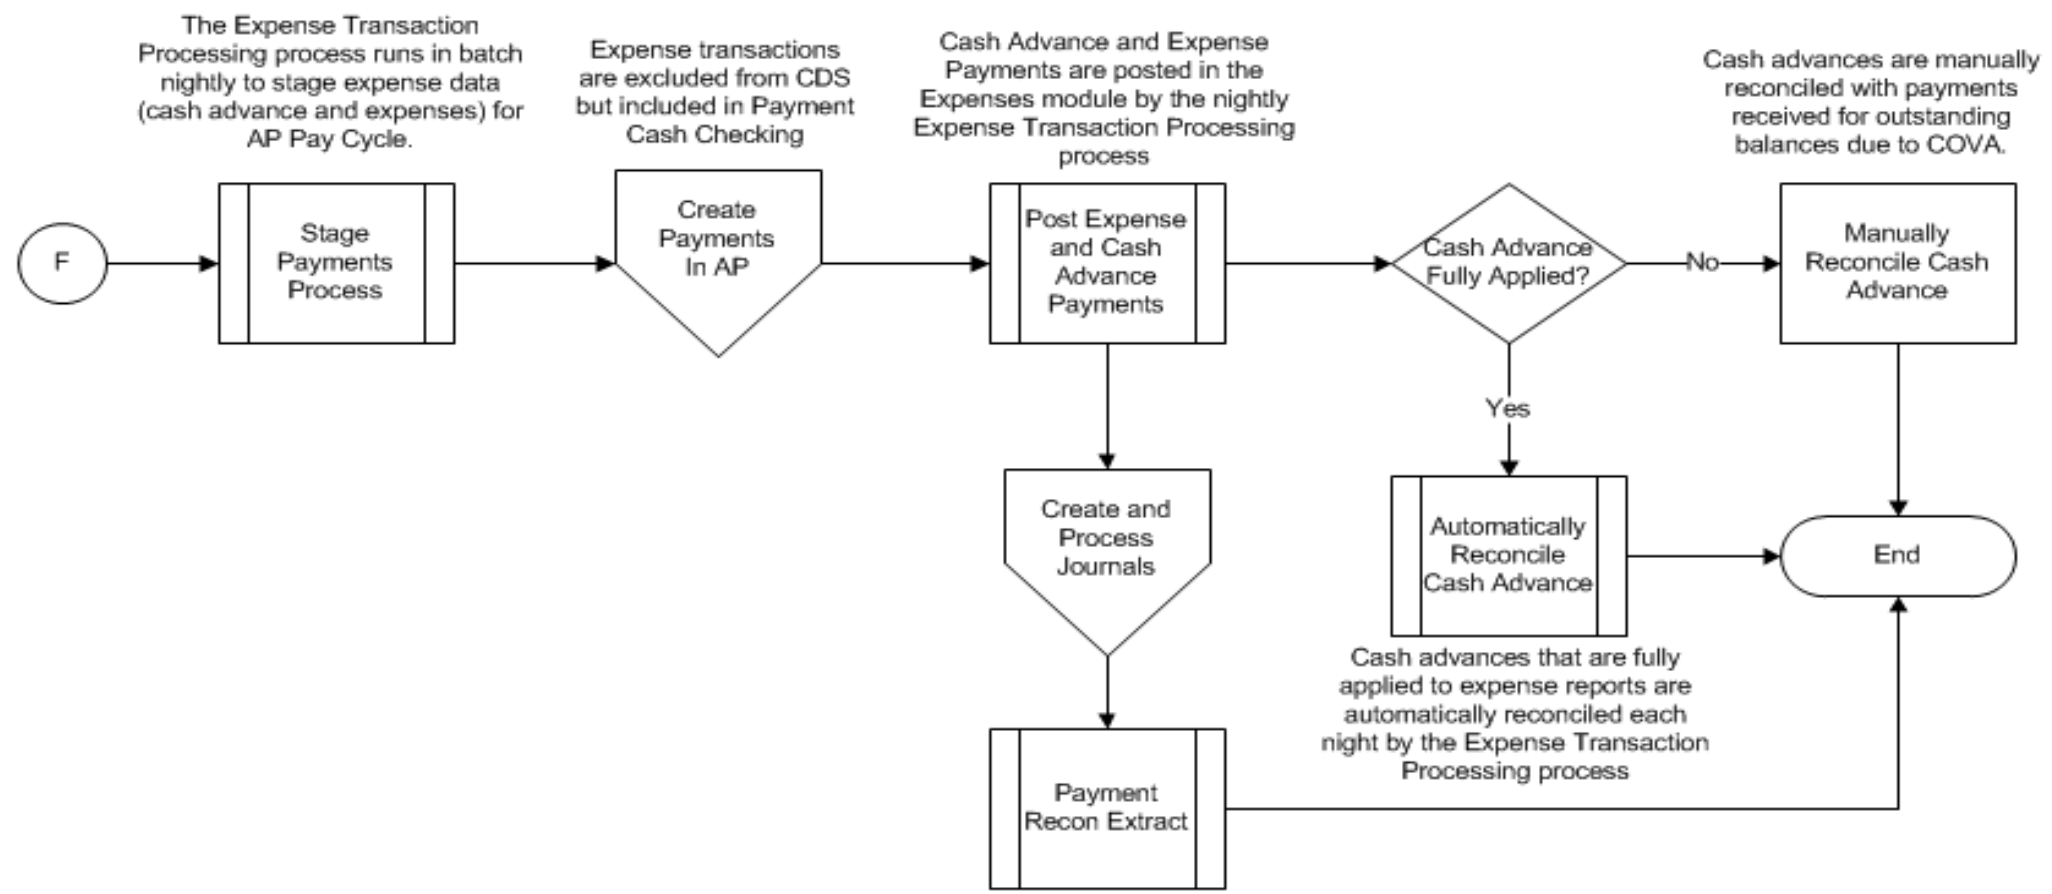 The Expense Transaction
Processing process runs in batch
nightly to stage expense data
(cash advance and expenses) for
AP Pay Cycle.
Expense transactions
are excluded from CDS
but included in Payment
Cash Checking
Cash Advance and Expense
Payments are posted in the
Expenses module by the nightly
Expense Transaction Processing
process
Cash advances are manually
reconciled with payments
received for outstanding
balances due to COVA.
F
Stage
Payments
Process
Create
Payments
In AP
Post Expense
and Cash
Advance
Payments
Cash Advance
Fully Applied?
No
Manually
Reconcile Cash
Advance
Yes
Create and
Process
Journals
Automatically
Reconcile
Cash Advance
End
Cash advances that are fully
applied to expense reports are
automatically reconciled each
night by the Expense Transaction
Processing process
Payment
Recon Extract